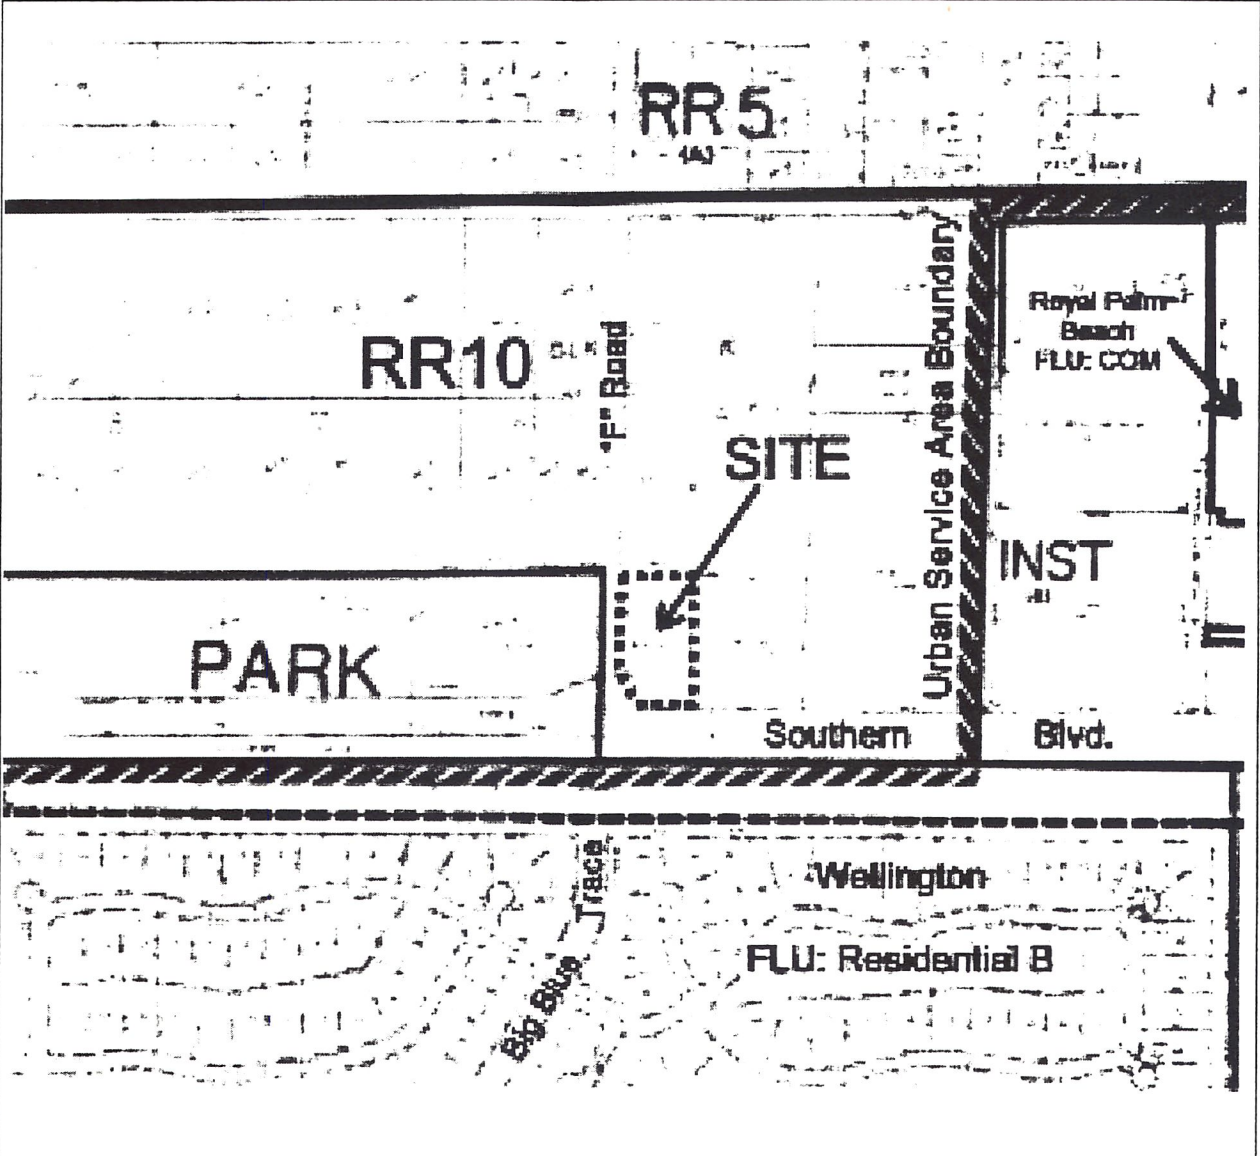 RR 5
(A)
Urban Service Area Boundary
Royal Palm
Beach
FLU: COM
RR10
"F" Road
SITE
INST
PARK
Southern Blvd.
Wellington
FLU: Residential B
Big Blue Trace